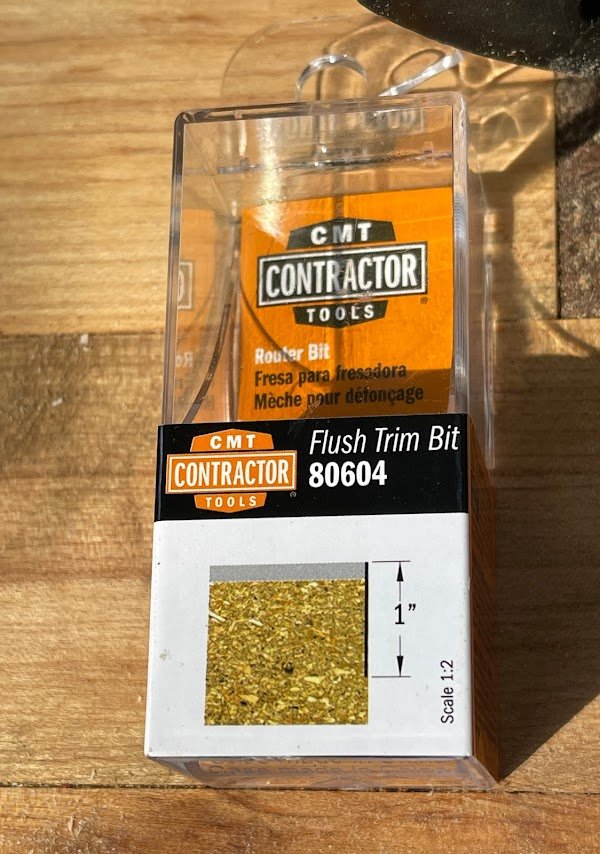 CMT
CONTRACTOR
TOOLS
®
Router Bit
Fresa para fresadora
Mèche pour défonçage
CMT
CONTRACTOR
TOOLS
®
Flush Trim Bit
80604
1”
Scale 1:2